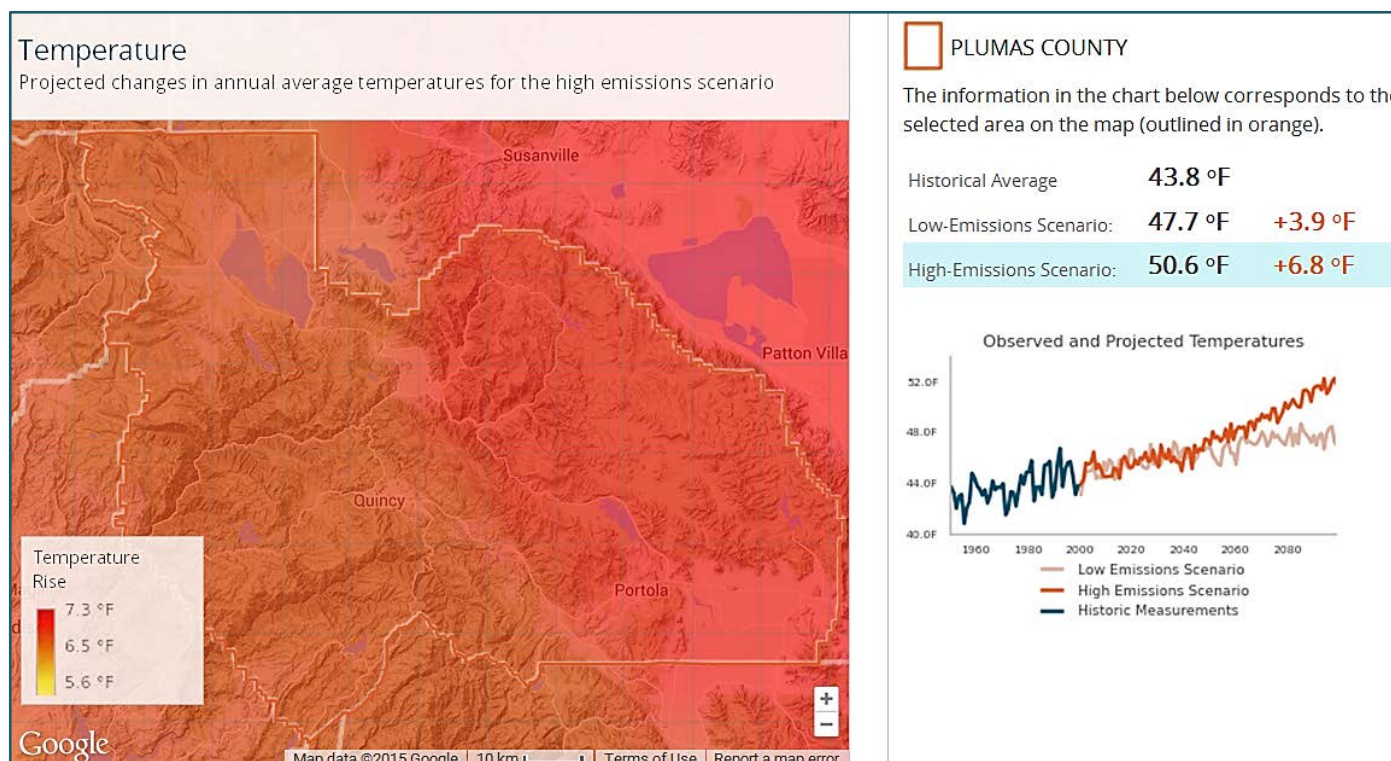 Temperature
Projected changes in annual average temperatures for the high emissions scenario
Susanville
Patton Villa
Quincy
Portola
Temperature
Rise
7.3 °F
6.5 °F
5.6 °F
Google
Map data ©2015 Google
10 km
Terms of Use
Report a map error
+
−
PLUMAS COUNTY
The information in the chart below corresponds to the
selected area on the map (outlined in orange).
Historical Average 43.8 °F
Low-Emissions Scenario: 47.7 °F +3.9 °F
High-Emissions Scenario: 50.6 °F +6.8 °F
Observed and Projected Temperatures
52.0F
48.0F
44.0F
40.0F
1960 1980 2000 2020 2040 2060 2080
Low Emissions Scenario
High Emissions Scenario
Historic Measurements